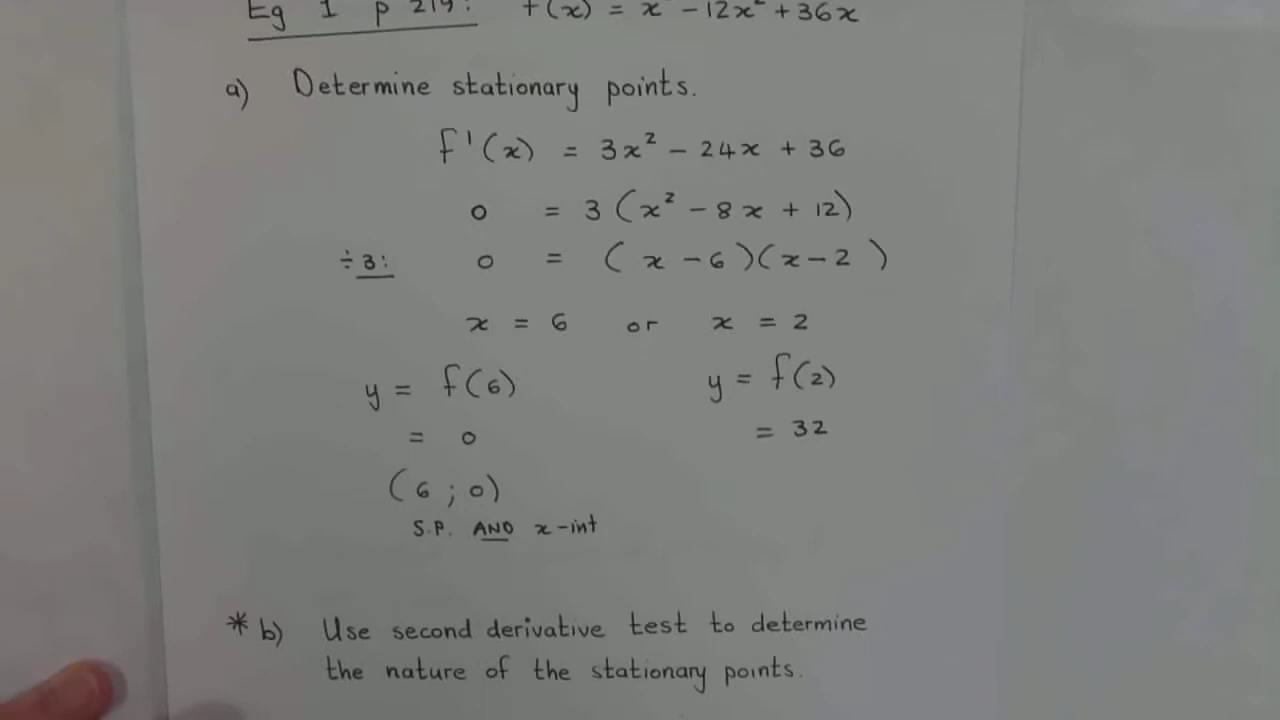 Eg 1 p 219: f(x) = x - 12x² + 36x
a) Determine stationary points.
f'(x) = 3x² - 24x + 36
0 = 3(x² - 8x + 12)
÷3: 0 = (x - 6)(x - 2)
x = 6 or x = 2
y = f(6) y = f(2)
= 0 = 32
(6 ; 0)
S.P. AND x-int
* b) Use second derivative test to determine
the nature of the stationary points.